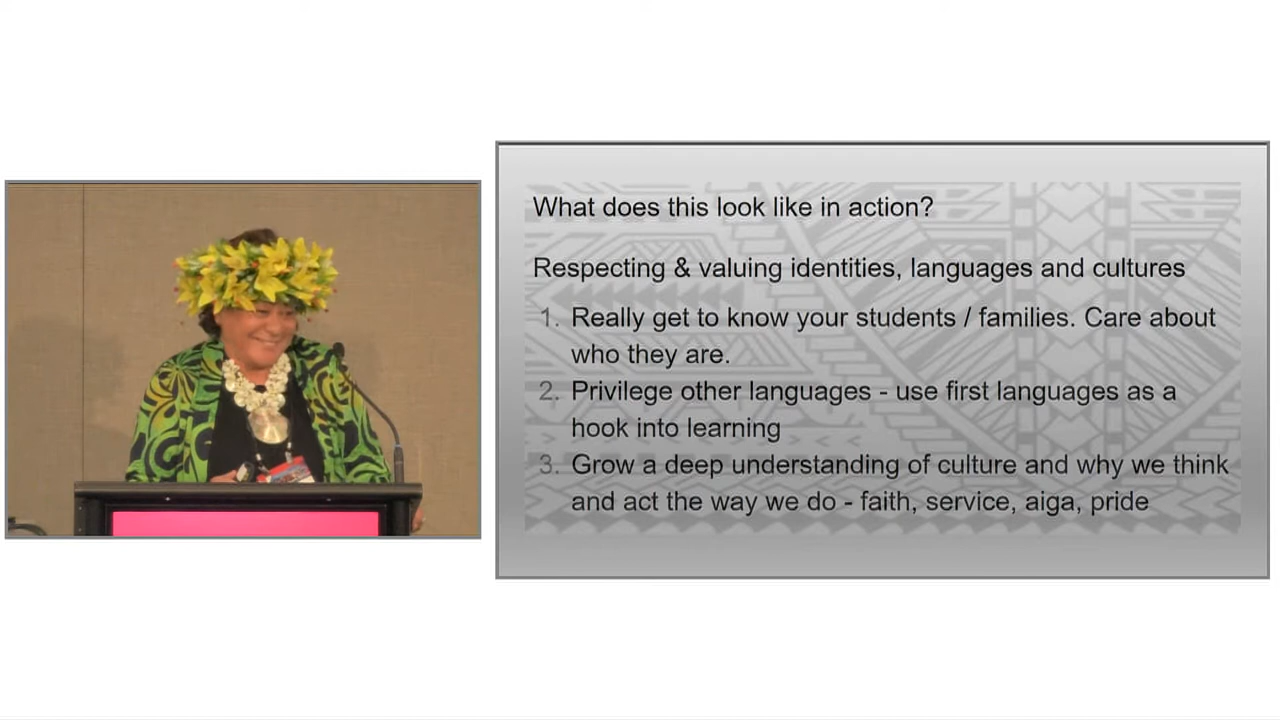 What does this look like in action?
Respecting & valuing identities, languages and cultures
1. Really get to know your students / families. Care about
who they are.
2. Privilege other languages - use first languages as a
hook into learning
3. Grow a deep understanding of culture and why we think
and act the way we do - faith, service, aiga, pride